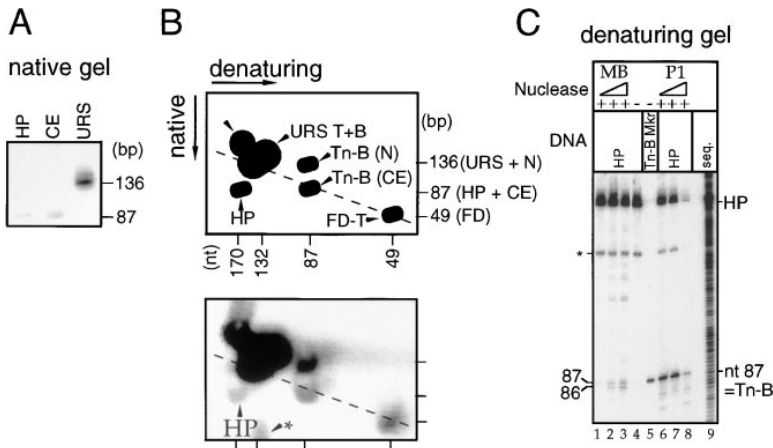 A
native gel
HP CE URS
(bp)
136
87
B
denaturing
native
URS T+B
Tn-B (N)
Tn-B (CE)
HP
FD-T
(bp)
136 (URS + N)
87 (HP + CE)
49 (FD)
(nt)
170 132 87 49
HP
*
C
denaturing gel
MB P1
Nuclease
+ + + - - + + +
DNA
HP Tn-B Mkr HP seq.
HP
*
87
86
nt 87
=Tn-B
1 2 3 4 5 6 7 8 9